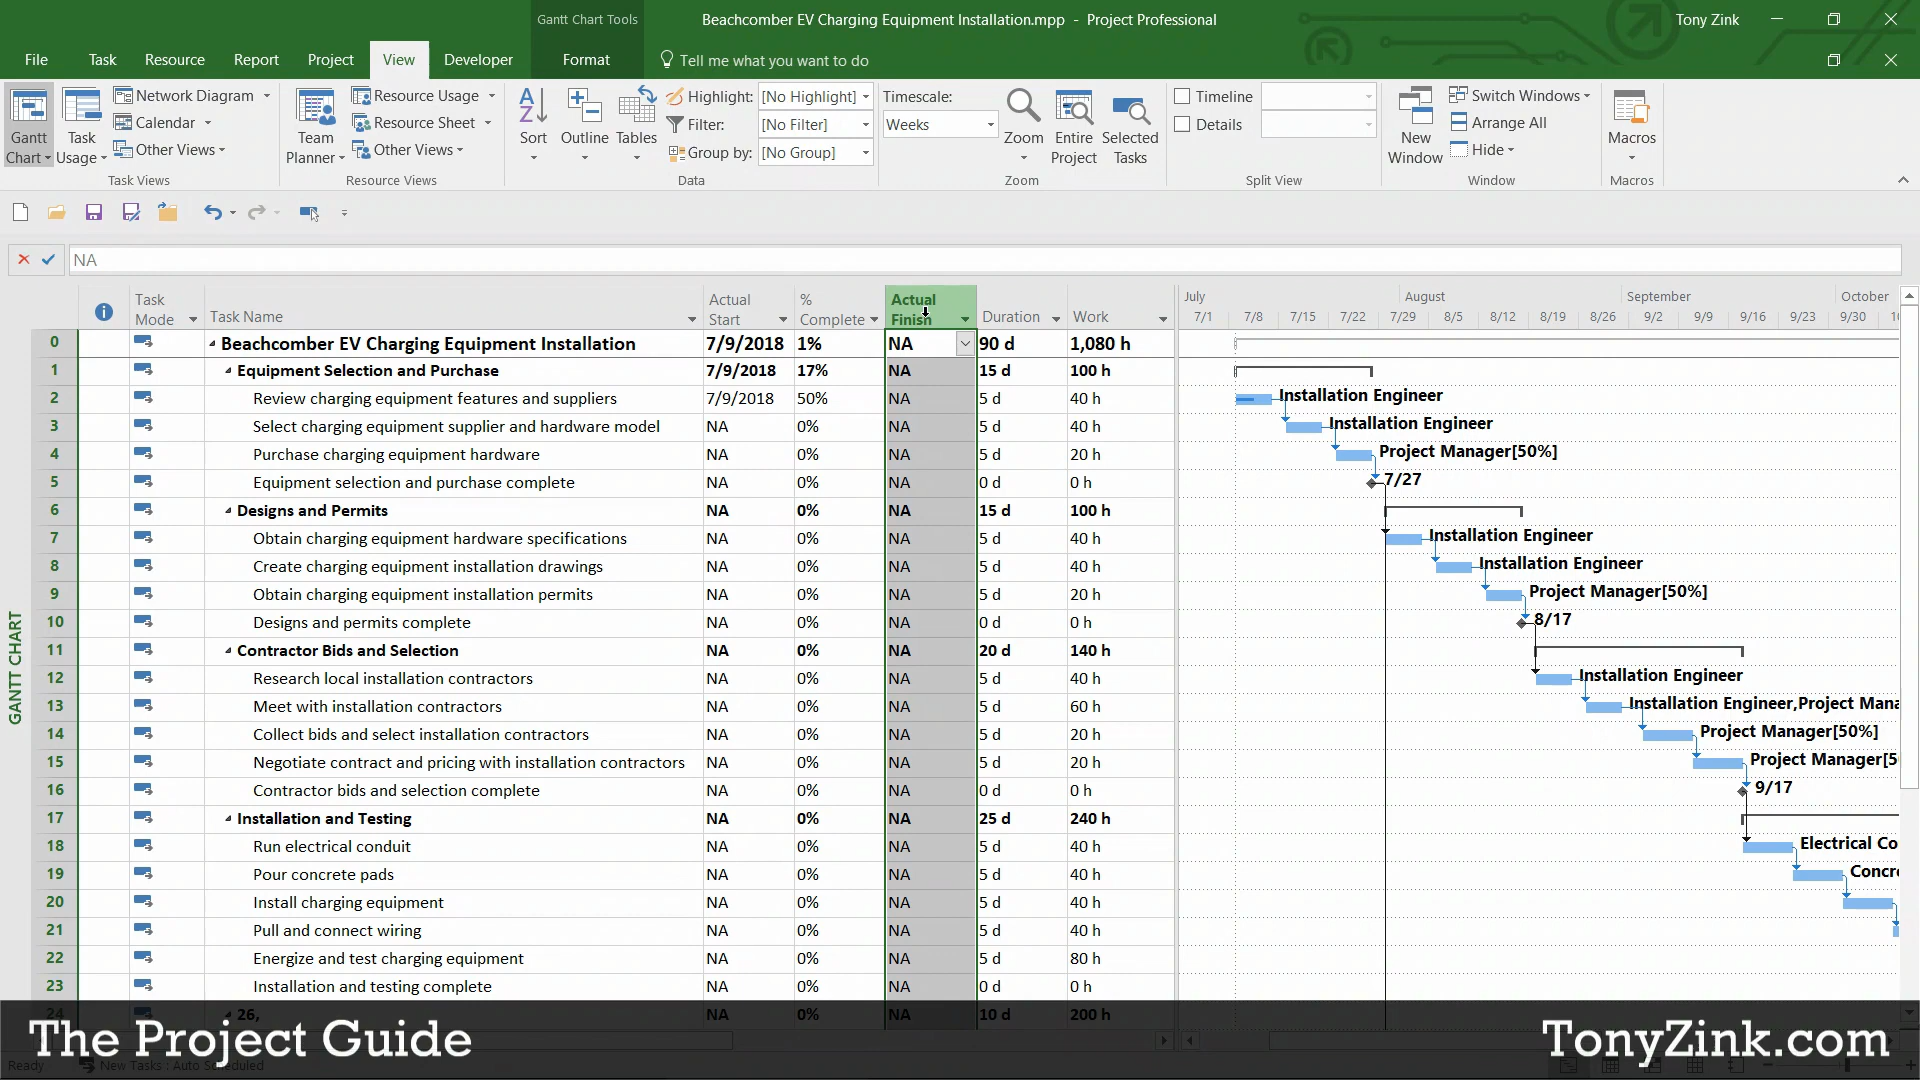 Gantt Chart Tools
Beachcomber EV Charging Equipment Installation.mpp - Project Professional
Tony Zink
File Task Resource Report Project View Developer Format Tell me what you want to do
Gantt Chart
Task Usage
Network Diagram
Calendar
Other Views
Task Views
Team Planner
Resource Usage
Resource Sheet
Other Views
Resource Views
Sort
Outline
Tables
Highlight: [No Highlight]
Filter: [No Filter]
Group by: [No Group]
Data
Timescale:
Weeks
Zoom
Entire Project
Selected Tasks
Zoom
Timeline
Details
Split View
New Window
Switch Windows
Arrange All
Hide
Window
Macros
Macros
NA
Task Mode Task Name Actual Start % Complete Actual Finish Duration Work
0 Beachcomber EV Charging Equipment Installation 7/9/2018 1% NA 90 d 1,080 h
1 Equipment Selection and Purchase 7/9/2018 17% NA 15 d 100 h
2 Review charging equipment features and suppliers 7/9/2018 50% NA 5 d 40 h
3 Select charging equipment supplier and hardware model NA 0% NA 5 d 40 h
4 Purchase charging equipment hardware NA 0% NA 5 d 20 h
5 Equipment selection and purchase complete NA 0% NA 0 d 0 h
6 Designs and Permits NA 0% NA 15 d 100 h
7 Obtain charging equipment hardware specifications NA 0% NA 5 d 40 h
8 Create charging equipment installation drawings NA 0% NA 5 d 40 h
9 Obtain charging equipment installation permits NA 0% NA 5 d 20 h
10 Designs and permits complete NA 0% NA 0 d 0 h
11 Contractor Bids and Selection NA 0% NA 20 d 140 h
12 Research local installation contractors NA 0% NA 5 d 40 h
13 Meet with installation contractors NA 0% NA 5 d 60 h
14 Collect bids and select installation contractors NA 0% NA 5 d 20 h
15 Negotiate contract and pricing with installation contractors NA 0% NA 5 d 20 h
16 Contractor bids and selection complete NA 0% NA 0 d 0 h
17 Installation and Testing NA 0% NA 25 d 240 h
18 Run electrical conduit NA 0% NA 5 d 40 h
19 Pour concrete pads NA 0% NA 5 d 40 h
20 Install charging equipment NA 0% NA 5 d 40 h
21 Pull and connect wiring NA 0% NA 5 d 40 h
22 Energize and test charging equipment NA 0% NA 5 d 80 h
23 Installation and testing complete NA 0% NA 0 d 0 h
24 26, NA 0% NA 10 d 200 h
July August September October
7/1 7/8 7/15 7/22 7/29 8/5 8/12 8/19 8/26 9/2 9/9 9/16 9/23 9/30
Installation Engineer
Installation Engineer
Project Manager[50%]
7/27
Installation Engineer
Installation Engineer
Project Manager[50%]
8/17
Installation Engineer
Installation Engineer,Project Mana
Project Manager[50%]
Project Manager[5
9/17
Electrical Co
Concre
GANTT CHART
The Project Guide
TonyZink.com
Ready New Tasks : Auto Scheduled